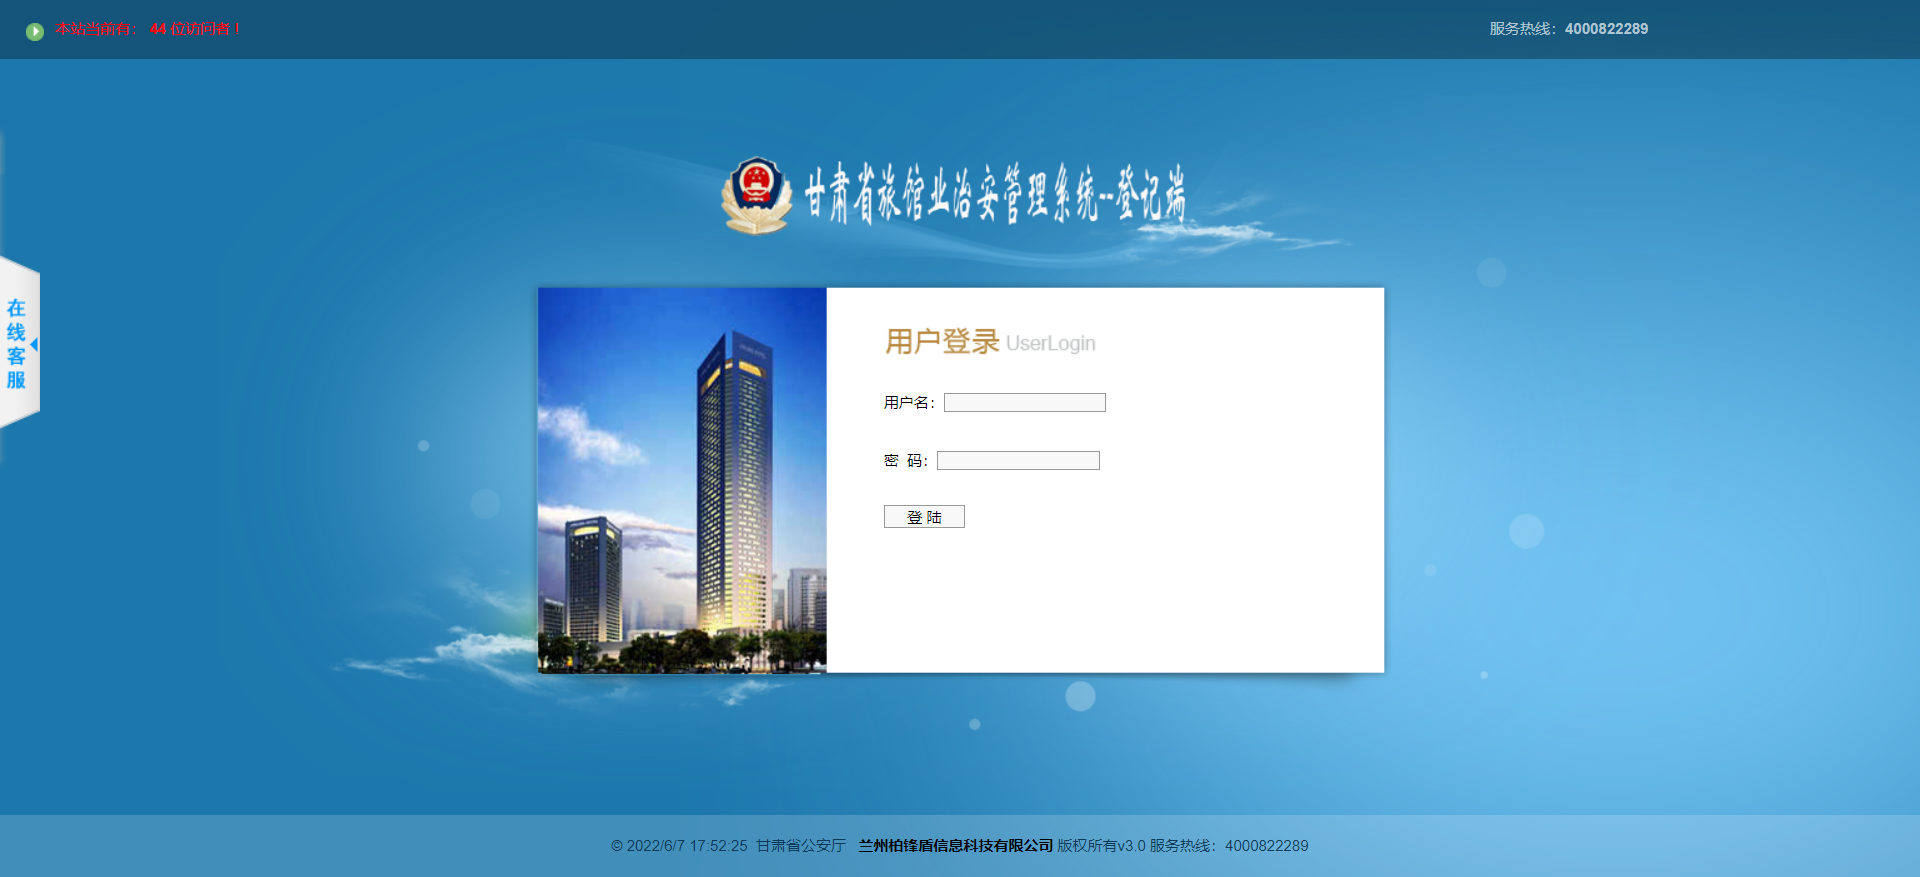 本站当前有： 44 位访问者！
服务热线：4000822289
甘肃省旅馆业治安管理系统--登记端
在线客服
用户登录 UserLogin
用户名：
密 码：
登 陆
© 2022/6/7 17:52:25 甘肃省公安厅 兰州柏锋盾信息科技有限公司 版权所有v3.0 服务热线：4000822289